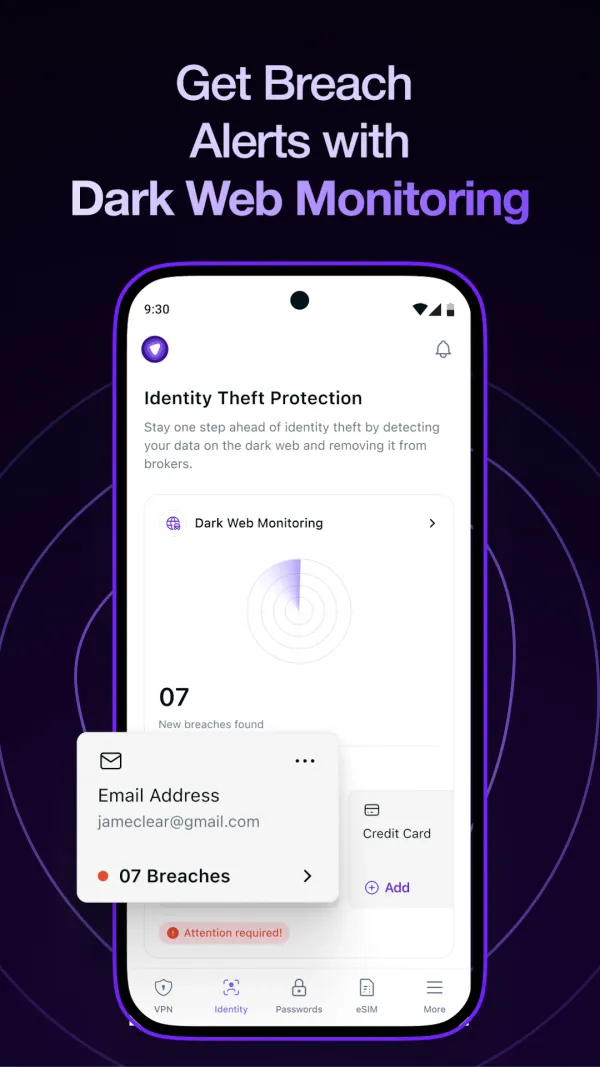 Get Breach
Alerts with
Dark Web Monitoring
9:30
Identity Theft Protection
Stay one step ahead of identity theft by detecting
your data on the dark web and removing it from
brokers.
Dark Web Monitoring
07
New breaches found
Email Address
jameclear@gmail.com
07 Breaches
Credit Card
Add
Attention required!
VPN
Identity
Passwords
eSIM
More